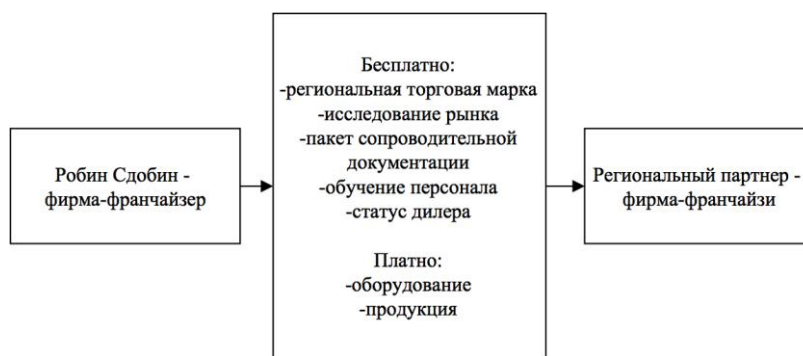 Робин Сдобин -
фирма-франчайзер
Бесплатно:
-региональная торговая марка
-исследование рынка
-пакет сопроводительной
документации
-обучение персонала
-статус дилера
Платно:
-оборудование
-продукция
Региональный партнер -
фирма-франчайзи